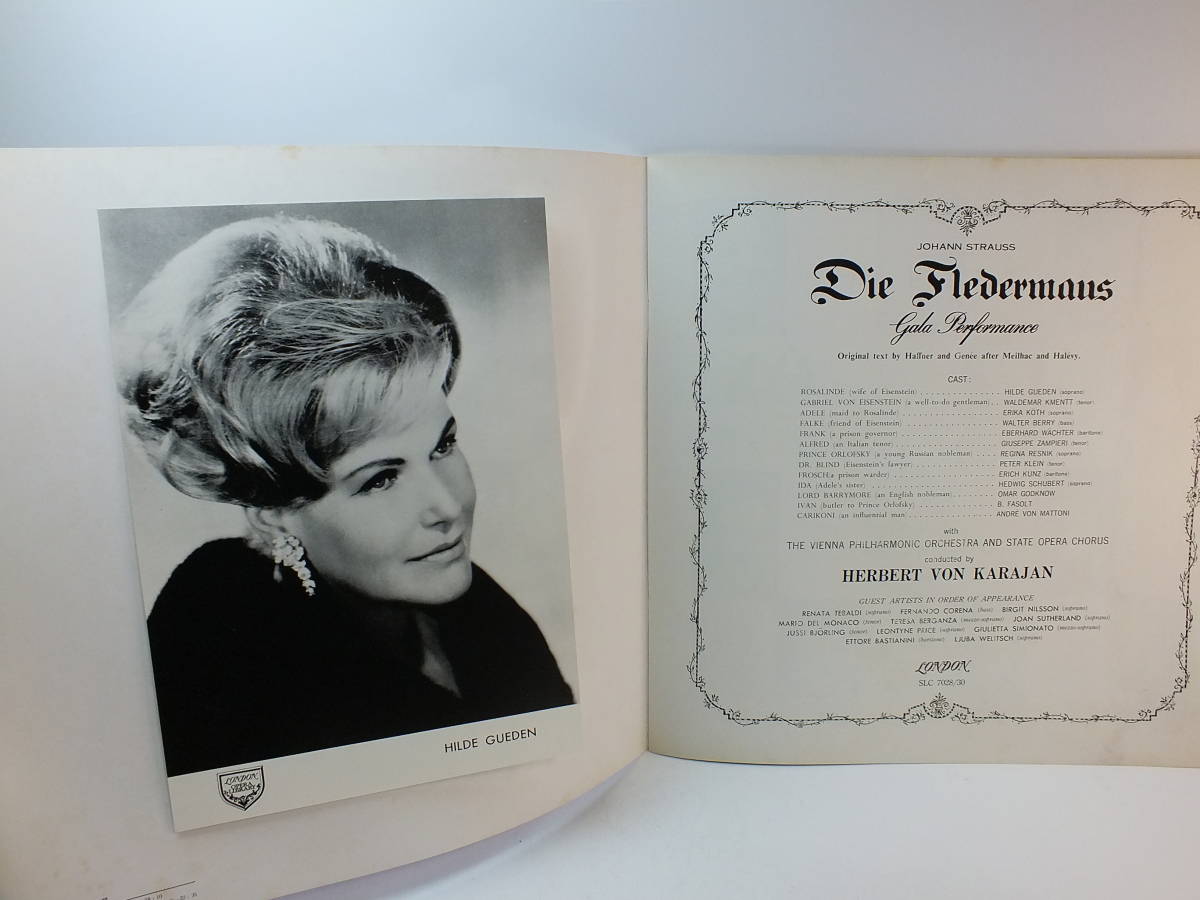 HILDE GUEDEN
LONDON
JOHANN STRAUSS
Die Fledermaus
Gala Performance
Original text by Haffner and Genée after Meilhac and Halevy.
CAST:
ROSALINDE (wife of Eisenstein) . . . . . . . . . . . . . . HILDE GUEDEN (soprano)
GABRIEL VON EISENSTEIN (a well-to-do gentleman) . . WALDEMAR KMENTT (tenor)
ADELE (maid to Rosalinde) . . . . . . . . . . . . . . . . . ERIKA KÖTH (soprano)
FALKE (friend of Eisenstein) . . . . . . . . . . . . . . . . . WALTER BERRY (bass)
FRANK (a prison governor) . . . . . . . . . . . . . . . . . EBERHARD WÄCHTER (baritone)
ALFRED (an Italian tenor) . . . . . . . . . . . . . . . . . . GIUSEPPE ZAMPIERI (tenor)
PRINCE ORLOFSKY (a young Russian nobleman) . . . . REGINA RESNIK (soprano)
DR. BLIND (Eisenstein's lawyer) . . . . . . . . . . . . . . . PETER KLEIN (tenor)
FROSCH (a prison warder) . . . . . . . . . . . . . . . . . . ERICH KUNZ (baritone)
IDA (Adele's sister) . . . . . . . . . . . . . . . . . . . . . . HEDWIG SCHUBERT (soprano)
LORD BARRYMORE (an English nobleman) . . . . . . . OMAR GODKNOW
IVAN (butler to Prince Orlofsky) . . . . . . . . . . . . . . B. FASOLT
CARIKONI (an influential man) . . . . . . . . . . . . . . . ANDRÉ VON MATTONI
with
THE VIENNA PHILHARMONIC ORCHESTRA AND STATE OPERA CHORUS
conducted by
HERBERT VON KARAJAN
GUEST ARTISTS IN ORDER OF APPEARANCE
RENATA TEBALDI (soprano) FERNANDO CORENA (bass) BIRGIT NILSSON (soprano)
MARIO DEL MONACO (tenor) TERESA BERGANZA (mezzo-soprano) JOAN SUTHERLAND (soprano)
JUSSI BJÖRLING (tenor) LEONTYNE PRICE (soprano) GIULIETTA SIMIONATO (mezzo-soprano)
ETTORE BASTIANINI (baritone) LJUBA WELITSCH (soprano)
LONDON
SLC 7028/30